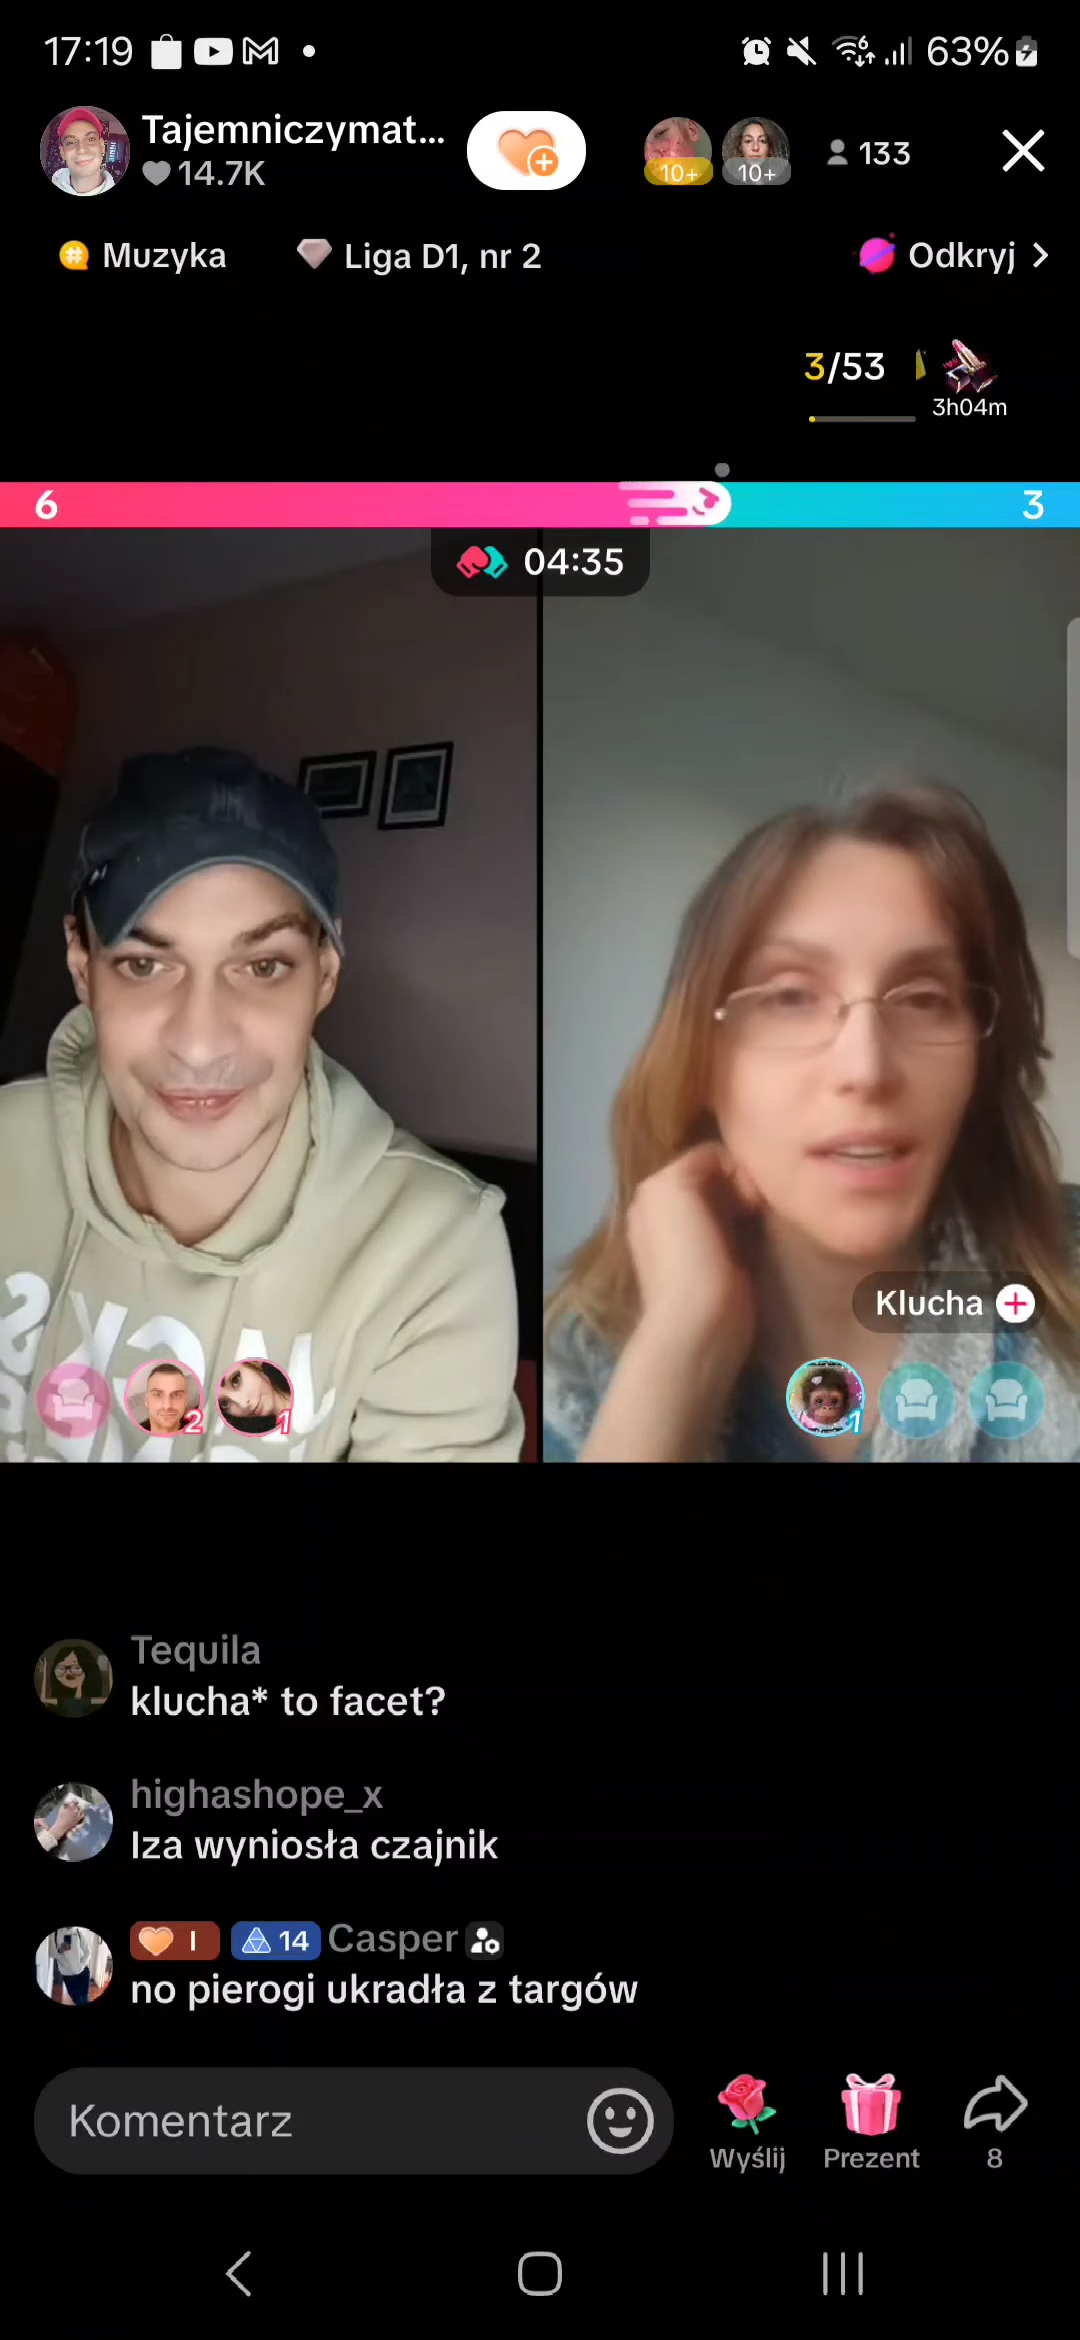 17:19
63%
Tajemniczymat...
14.7K
10+
10+
133
Muzyka
Liga D1, nr 2
Odkryj
3/53
3h04m
6
3
04:35
Klucha
2
1
1
Tequila
klucha* to facet?
highashope_x
Iza wyniosła czajnik
I 14 Casper
no pierogi ukradła z targów
Komentarz
Wyślij
Prezent
8